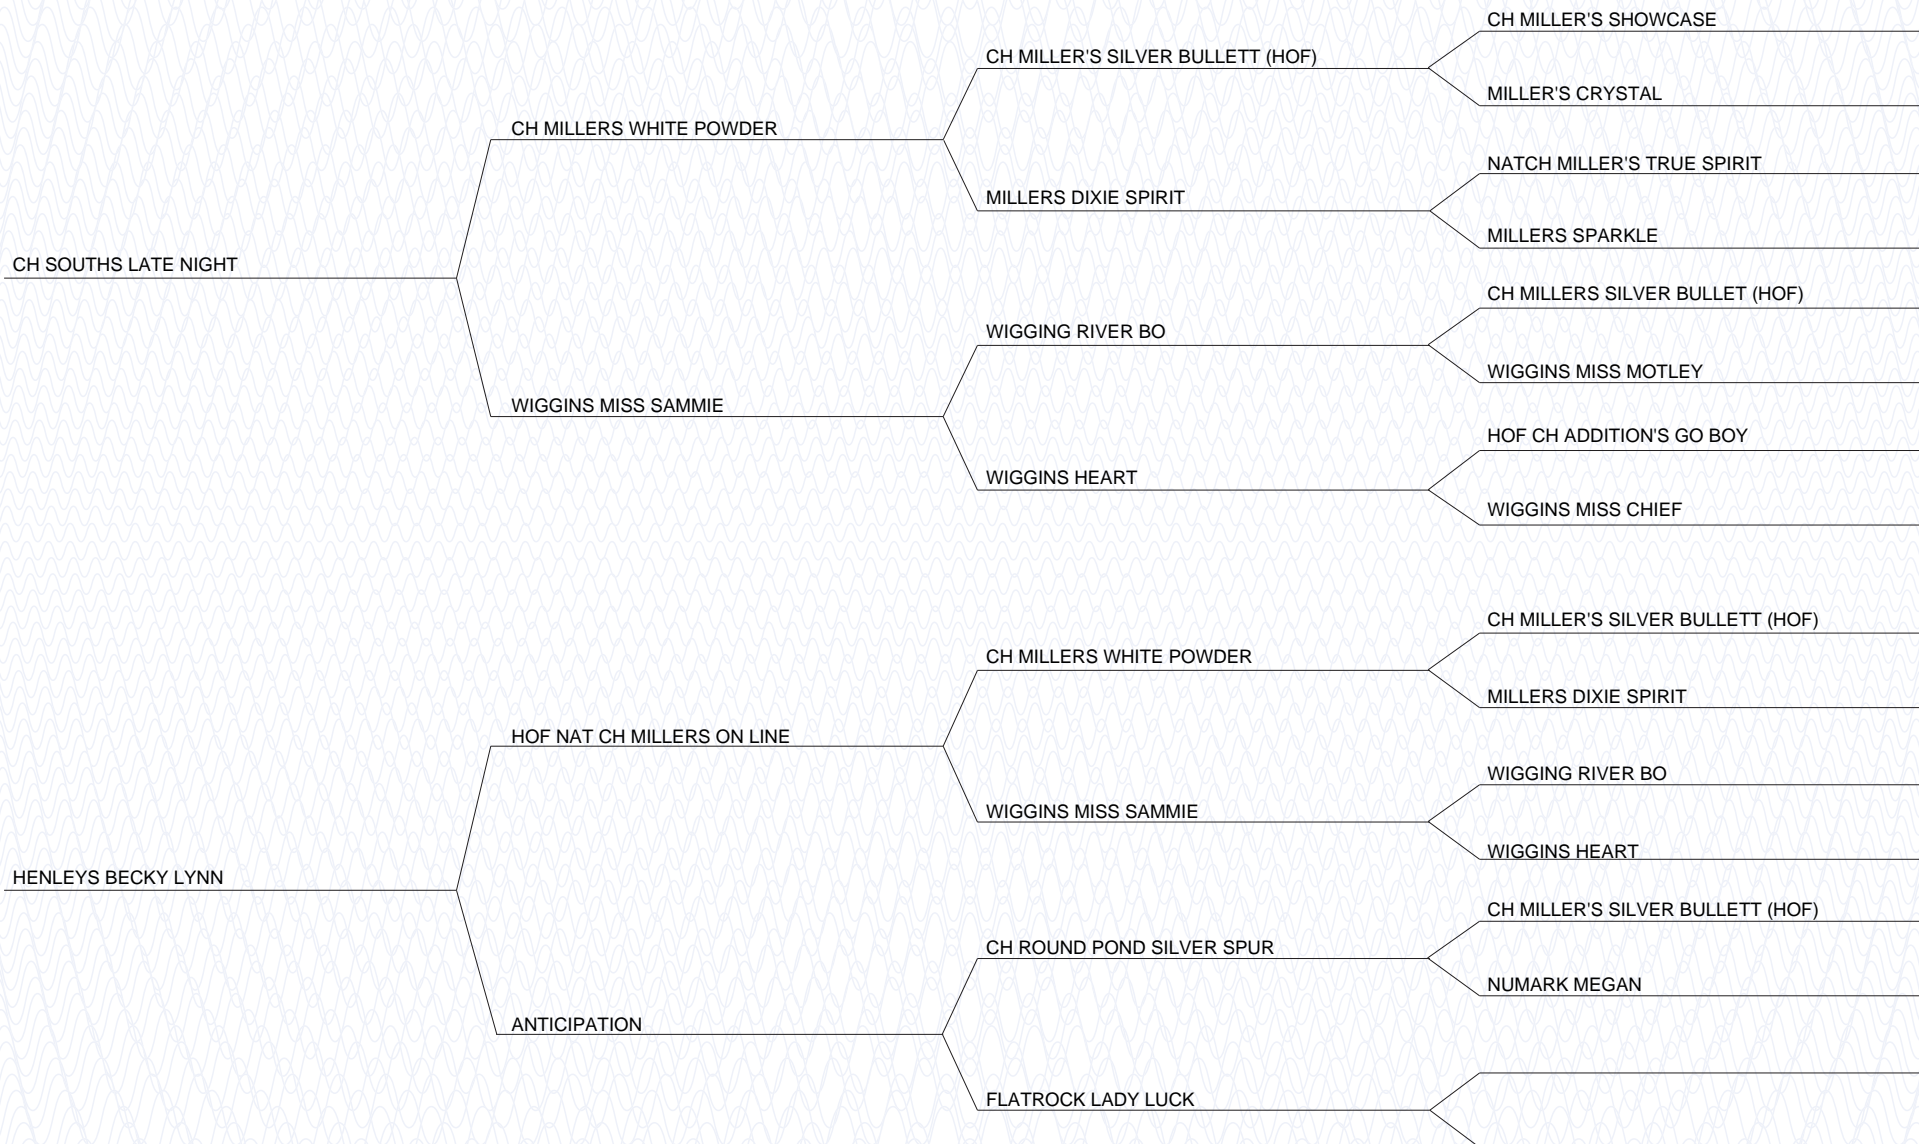 CH MILLER'S SHOWCASE
CH MILLER'S SILVER BULLETT (HOF)
MILLER'S CRYSTAL
CH MILLERS WHITE POWDER
NATCH MILLER'S TRUE SPIRIT
MILLERS DIXIE SPIRIT
MILLERS SPARKLE
CH SOUTHS LATE NIGHT
CH MILLERS SILVER BULLET (HOF)
WIGGING RIVER BO
WIGGINS MISS MOTLEY
WIGGINS MISS SAMMIE
HOF CH ADDITION'S GO BOY
WIGGINS HEART
WIGGINS MISS CHIEF
CH MILLER'S SILVER BULLETT (HOF)
CH MILLERS WHITE POWDER
MILLERS DIXIE SPIRIT
HOF NAT CH MILLERS ON LINE
WIGGING RIVER BO
WIGGINS MISS SAMMIE
WIGGINS HEART
HENLEYS BECKY LYNN
CH MILLER'S SILVER BULLETT (HOF)
CH ROUND POND SILVER SPUR
NUMARK MEGAN
ANTICIPATION
FLATROCK LADY LUCK